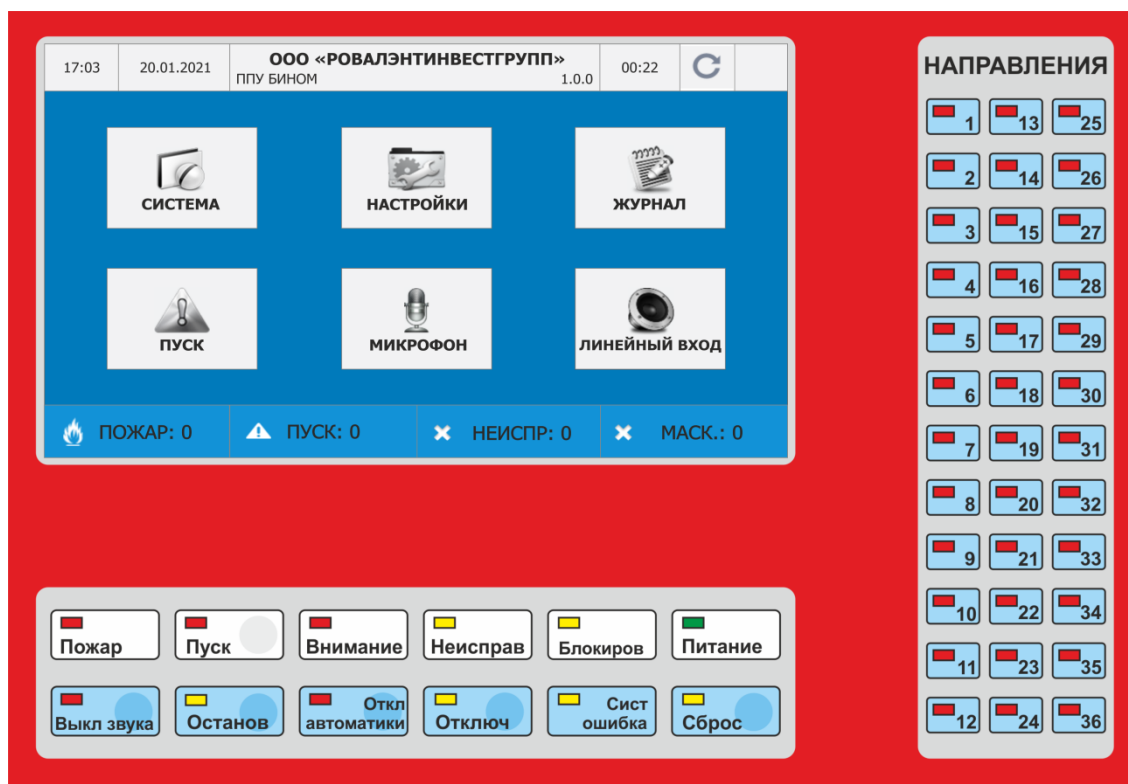 17:03 20.01.2021 ООО «РОВАЛЭНТИНВЕСТГРУПП» 00:22
ППУ БИНОМ 1.0.0
СИСТЕМА НАСТРОЙКИ ЖУРНАЛ
ПУСК МИКРОФОН ЛИНЕЙНЫЙ ВХОД
ПОЖАР: 0 ПУСК: 0 НЕИСПР: 0 МАСК.: 0
Пожар Пуск Внимание Неисправ Блокиров Питание
Выкл звука Останов Откл автоматики Отключ Сист ошибка Сброс
НАПРАВЛЕНИЯ
1 13 25
2 14 26
3 15 27
4 16 28
5 17 29
6 18 30
7 19 31
8 20 32
9 21 33
10 22 34
11 23 35
12 24 36